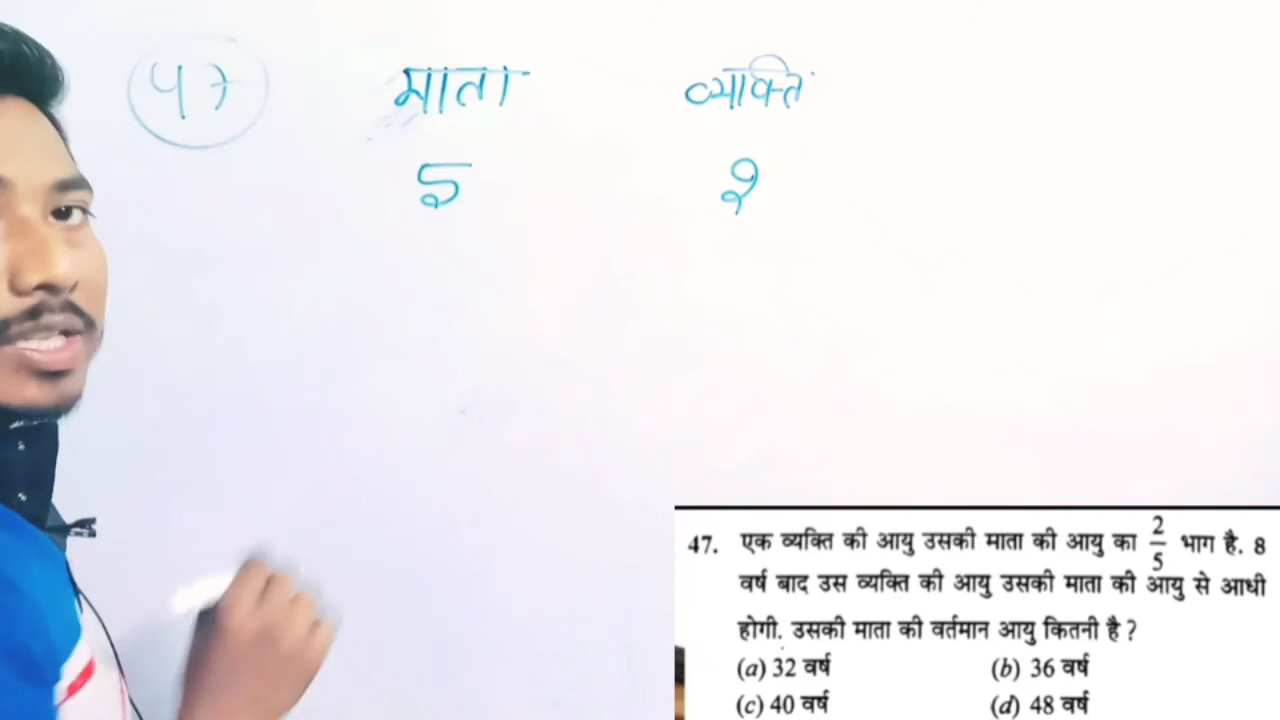 47
माता व्यक्ति
5 2
47. एक व्यक्ति की आयु उसकी माता की आयु का 2/5 भाग है. 8
वर्ष बाद उस व्यक्ति की आयु उसकी माता की आयु से आधी
होगी. उसकी माता की वर्तमान आयु कितनी है ?
(a) 32 वर्ष (b) 36 वर्ष
(c) 40 वर्ष (d) 48 वर्ष